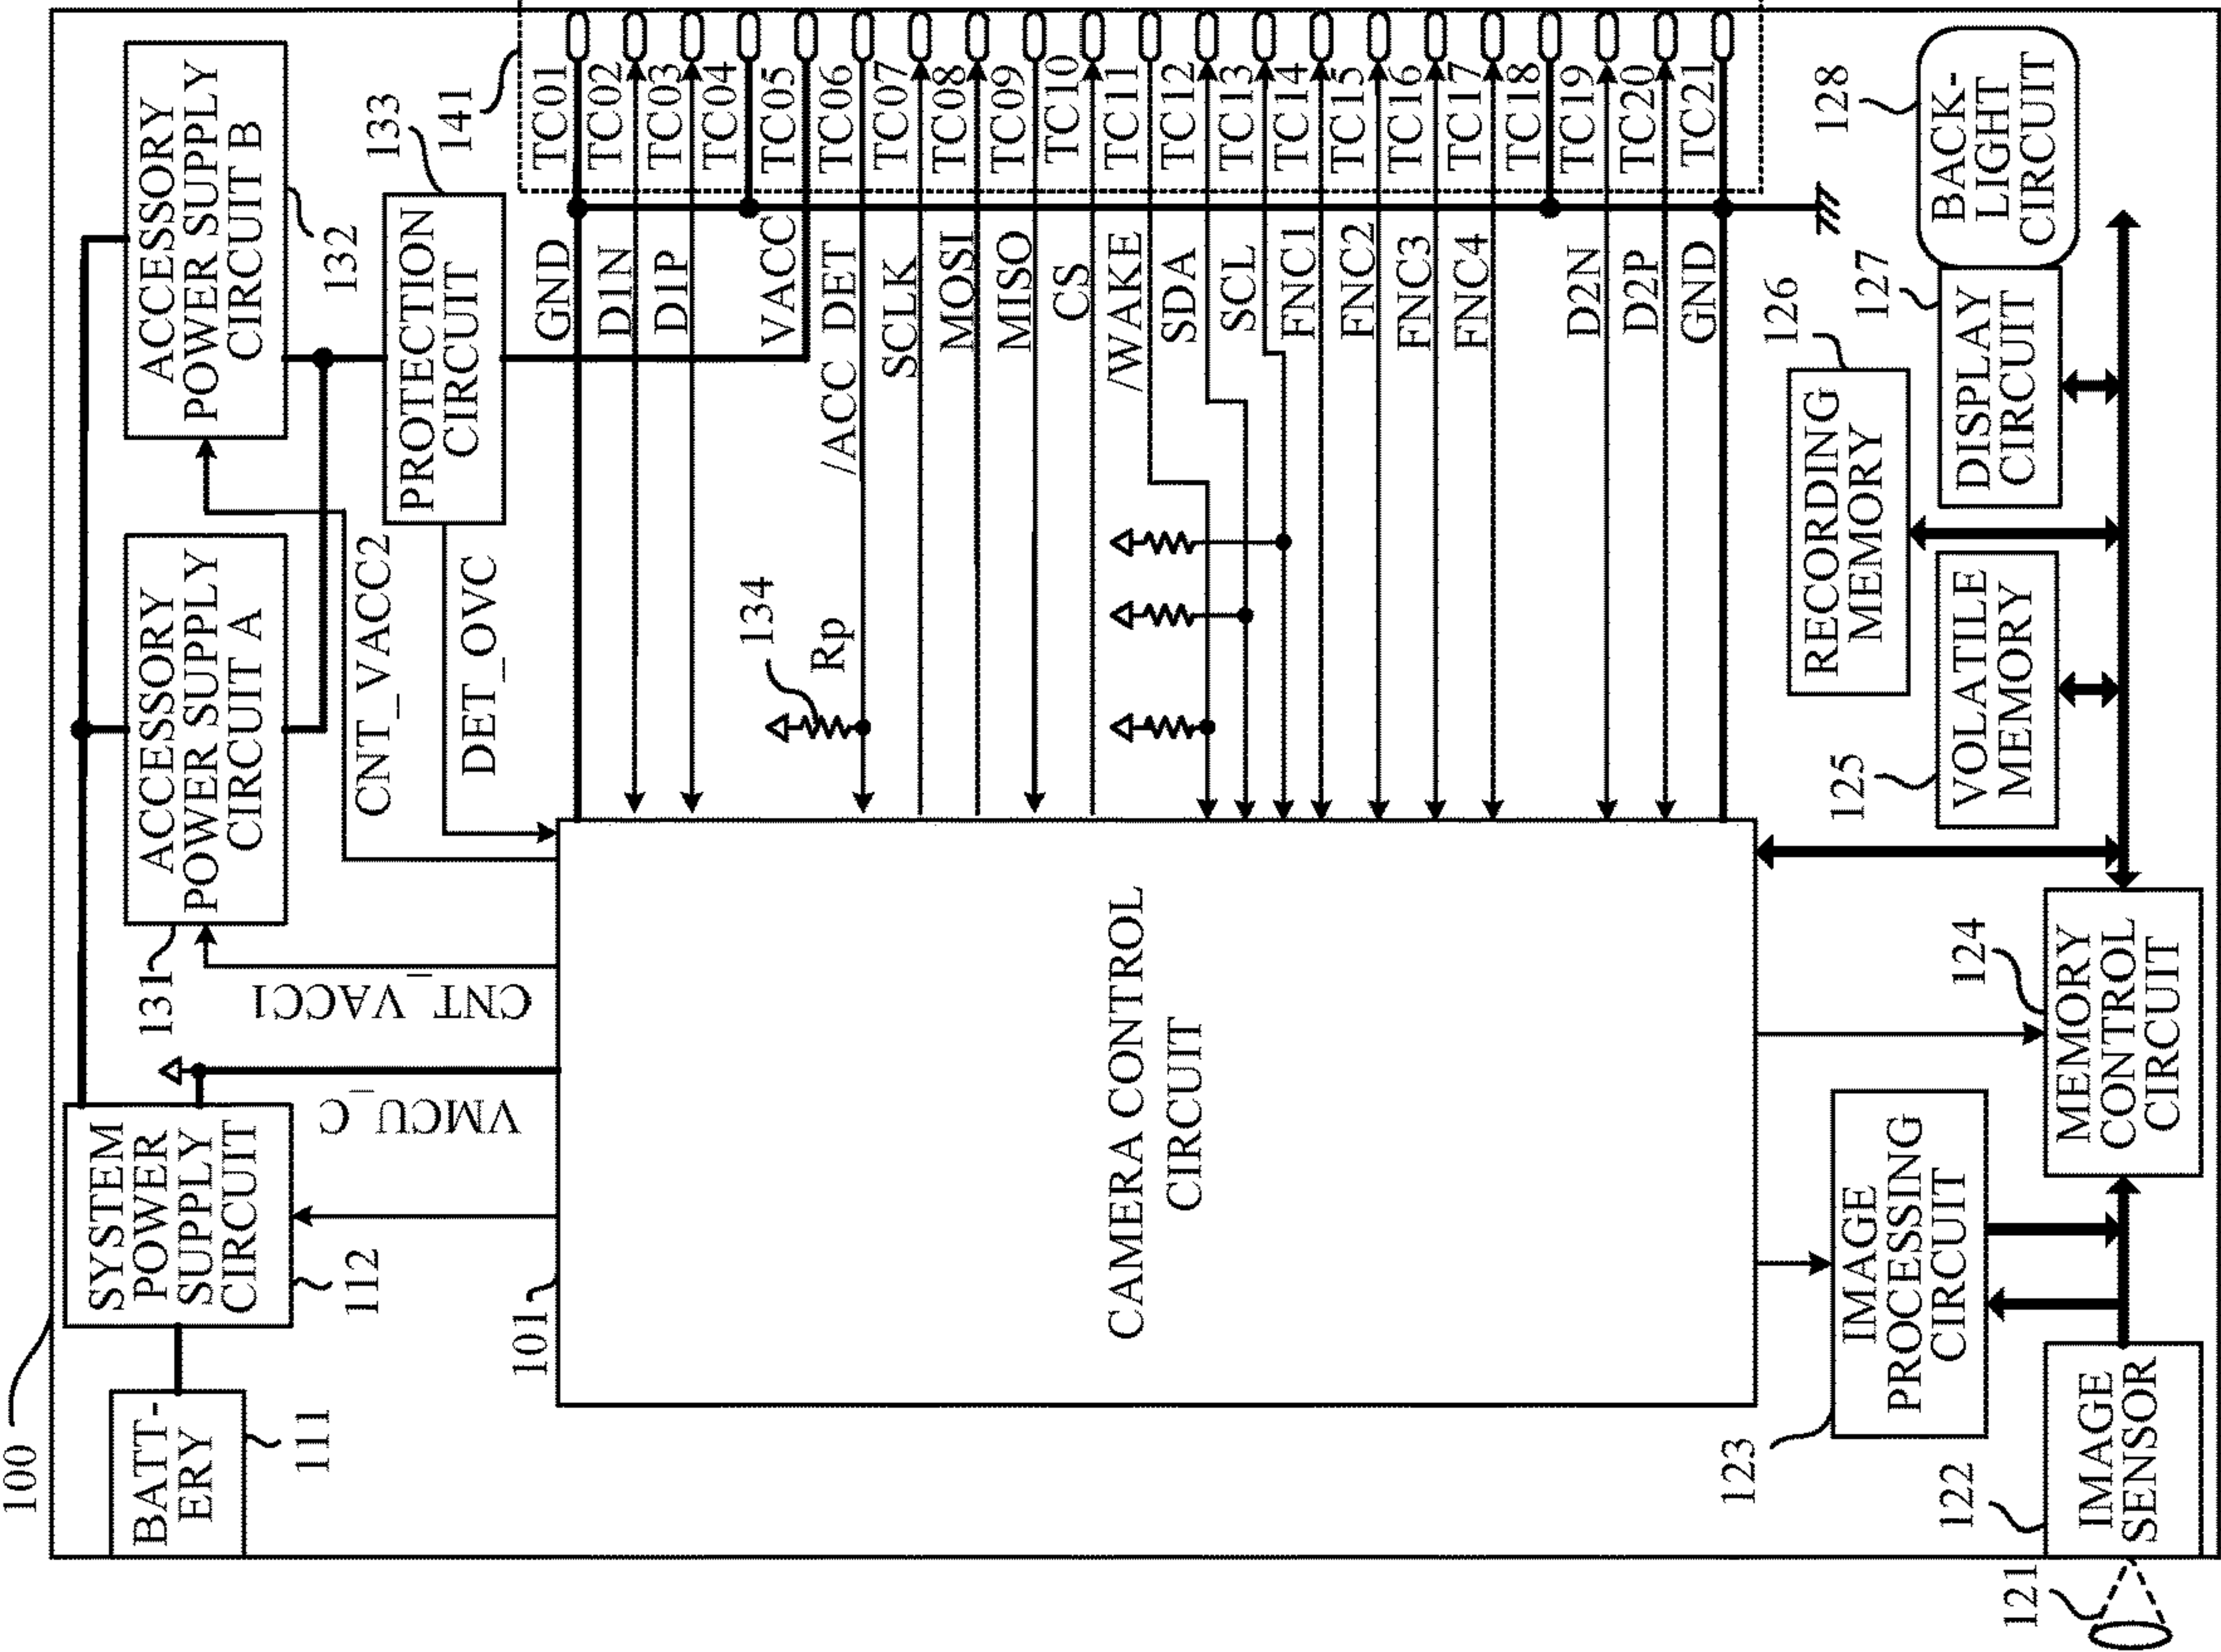 100
BATT-
ERY
111
SYSTEM
POWER
SUPPLY
CIRCUIT
112
VMCU_C
CNT_VACC1
131
ACCESSORY
POWER SUPPLY
CIRCUIT A
ACCESSORY
POWER SUPPLY
CIRCUIT B
132
CNT_VACC2
DET_OVC
PROTECTION
CIRCUIT
133
141
101
CAMERA CONTROL
CIRCUIT
134
Rp
GND
D1N
D1P
VACC
/ACC_DET
SCLK
MOSI
MISO
CS
/WAKE
SDA
SCL
FNC1
FNC2
FNC3
FNC4
D2N
D2P
GND
TC01
TC02
TC03
TC04
TC05
TC06
TC07
TC08
TC09
TC10
TC11
TC12
TC13
TC14
TC15
TC16
TC17
TC18
TC19
TC20
TC21
121
122
IMAGE
SENSOR
123
IMAGE
PROCESSING
CIRCUIT
124
MEMORY
CONTROL
CIRCUIT
125
VOLATILE
MEMORY
126
RECORDING
MEMORY
127
DISPLAY
CIRCUIT
128
BACK-
LIGHT
CIRCUIT